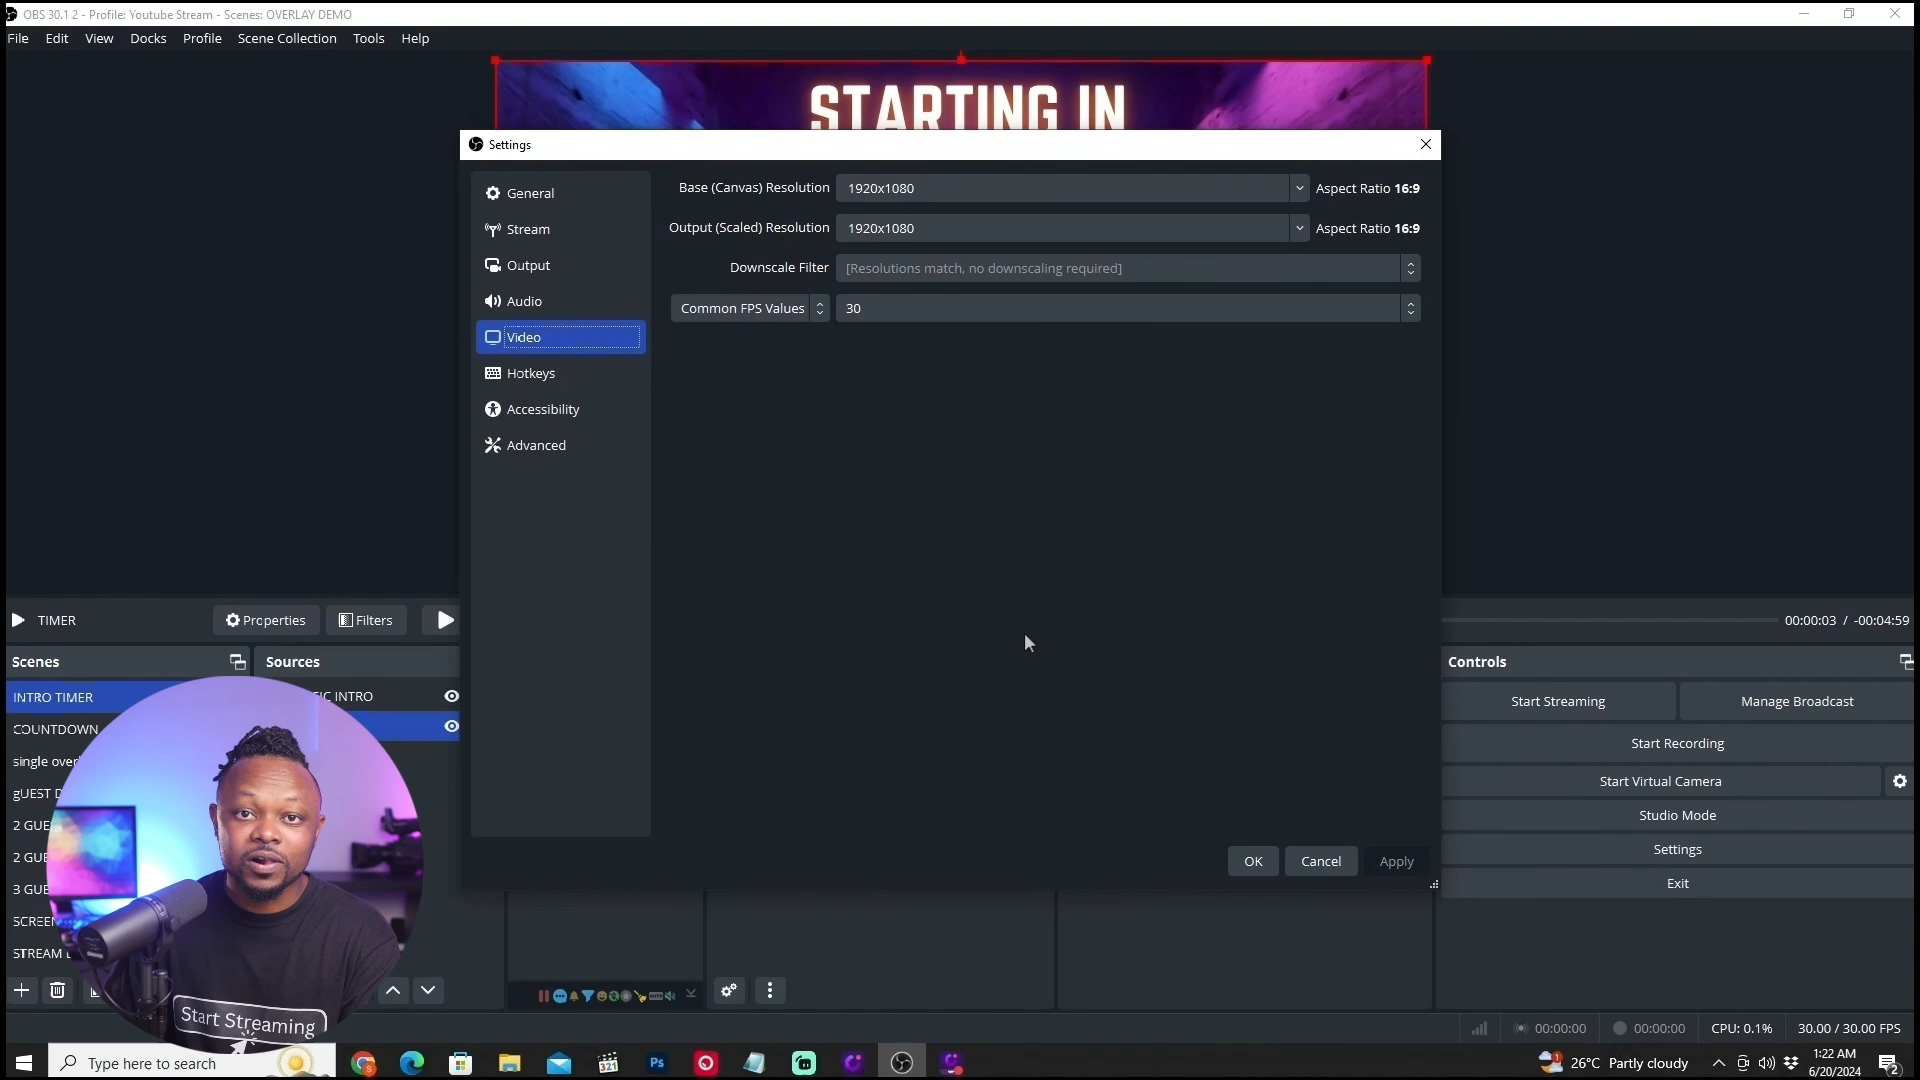 OBS 30.1.2 - Profile: Youtube Stream - Scenes: OVERLAY DEMO
File Edit View Docks Profile Scene Collection Tools Help
STARTING IN
Settings
General
Stream
Output
Audio
Video
Hotkeys
Accessibility
Advanced
Base (Canvas) Resolution 1920x1080 Aspect Ratio 16:9
Output (Scaled) Resolution 1920x1080 Aspect Ratio 16:9
Downscale Filter [Resolutions match, no downscaling required]
Common FPS Values 30
OK Cancel Apply
TIMER Properties Filters
00:00:03 / -00:04:59
Scenes
INTRO TIMER
COUNTDOWN
single over
gUEST D
2 GUE
2 GUE
3 GUE
SCREEN
STREAM
Sources
IC INTRO
Controls
Start Streaming Manage Broadcast
Start Recording
Start Virtual Camera
Studio Mode
Settings
Exit
Start Streaming
00:00:00 00:00:00 CPU: 0.1% 30.00 / 30.00 FPS
Type here to search
321
Ps
26°C Partly cloudy
1:22 AM
6/20/2024
2